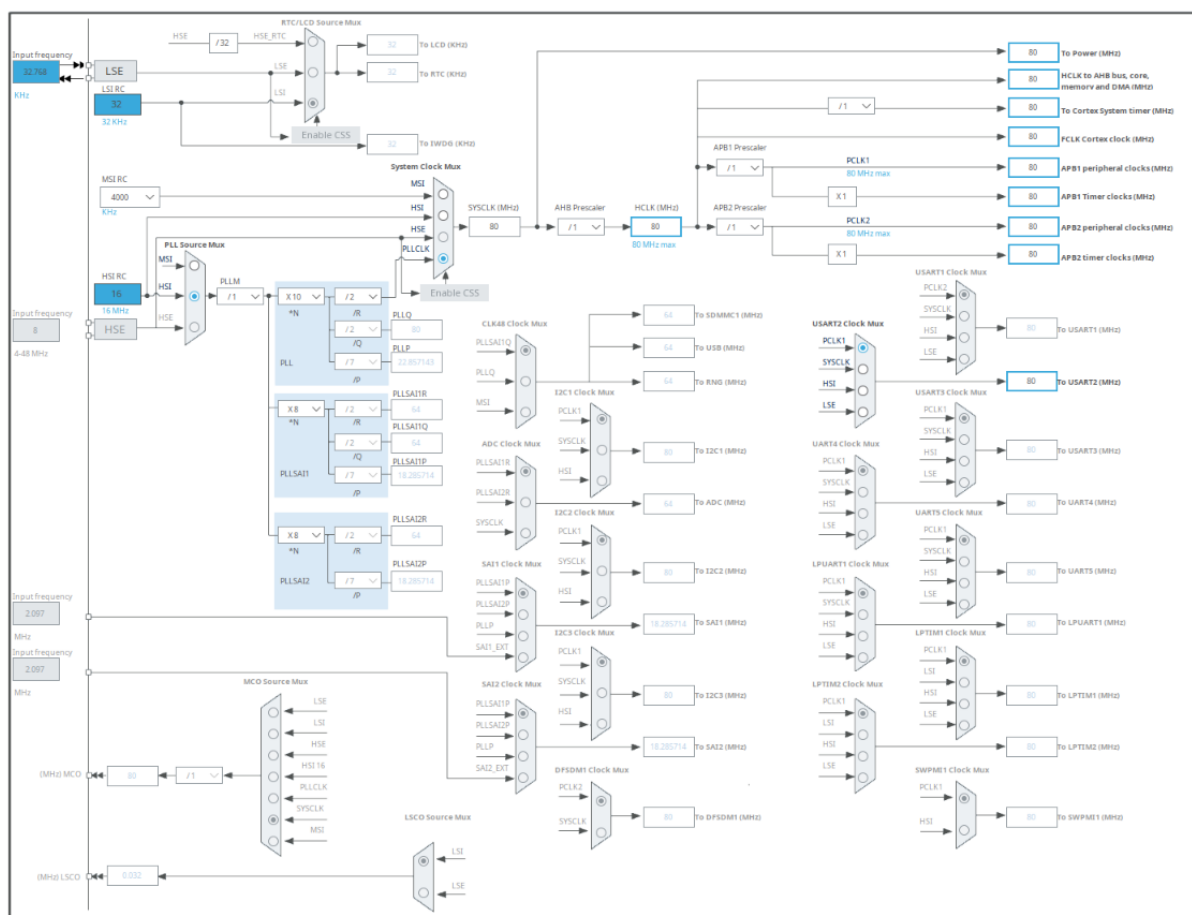 RTC/LCD Source Mux
HSE
/32
HSE_RTC
32
To LCD (KHz)
Input frequency
32.768
KHz
LSE
LSE
32
To RTC (KHz)
LSI RC
32
32 KHz
LSI
Enable CSS
32
To IWDG (KHz)
80
To Power (MHz)
80
HCLK to AHB bus, core,
memory and DMA (MHz)
/1
80
To Cortex System timer (MHz)
80
FCLK Cortex clock (MHz)
APB1 Prescaler
/1
PCLK1
80 MHz max
80
APB1 peripheral clocks (MHz)
X1
80
APB1 Timer clocks (MHz)
System Clock Mux
MSI RC
4000
KHz
MSI
HSI
HSE
PLLCLK
Enable CSS
SYSCLK (MHz)
80
AHB Prescaler
/1
HCLK (MHz)
80
80 MHz max
APB2 Prescaler
/1
PCLK2
80 MHz max
80
APB2 peripheral clocks (MHz)
X1
80
APB2 timer clocks (MHz)
PLL Source Mux
MSI
HSI
HSE
HSI RC
16
16 MHz
Input frequency
8
4-48 MHz
HSE
PLLM
/1
X10
*N
/2
/R
PLLQ
/2
80
/Q
PLLP
/7
22.857143
/P
PLL
X8
*N
PLLSAI1R
/2
64
/R
PLLSAI1Q
/2
64
/Q
PLLSAI1P
/7
18.285714
/P
PLLSAI1
X8
*N
PLLSAI2R
/2
64
/R
PLLSAI2P
/7
18.285714
/P
PLLSAI2
CLK48 Clock Mux
PLLSAI1Q
PLLQ
MSI
64
To SDMMC1 (MHz)
64
To USB (MHz)
64
To RNG (MHz)
I2C1 Clock Mux
PCLK1
SYSCLK
HSI
80
To I2C1 (MHz)
ADC Clock Mux
PLLSAI1R
PLLSAI2R
SYSCLK
64
To ADC (MHz)
I2C2 Clock Mux
PCLK1
SYSCLK
HSI
80
To I2C2 (MHz)
SAI1 Clock Mux
PLLSAI1P
PLLSAI2P
PLLP
SAI1_EXT
18.285714
To SAI1 (MHz)
I2C3 Clock Mux
PCLK1
SYSCLK
HSI
80
To I2C3 (MHz)
SAI2 Clock Mux
PLLSAI1P
PLLSAI2P
PLLP
SAI2_EXT
18.285714
To SAI2 (MHz)
DFSDM1 Clock Mux
PCLK2
SYSCLK
80
To DFSDM1 (MHz)
USART1 Clock Mux
PCLK2
SYSCLK
HSI
LSE
80
To USART1 (MHz)
USART2 Clock Mux
PCLK1
SYSCLK
HSI
LSE
80
To USART2 (MHz)
USART3 Clock Mux
PCLK1
SYSCLK
HSI
LSE
80
To USART3 (MHz)
UART4 Clock Mux
PCLK1
SYSCLK
HSI
LSE
80
To UART4 (MHz)
UART5 Clock Mux
PCLK1
SYSCLK
HSI
LSE
80
To UART5 (MHz)
LPUART1 Clock Mux
PCLK1
SYSCLK
HSI
LSE
80
To LPUART1 (MHz)
LPTIM1 Clock Mux
PCLK1
LSI
HSI
LSE
80
To LPTIM1 (MHz)
LPTIM2 Clock Mux
PCLK1
LSI
HSI
LSE
80
To LPTIM2 (MHz)
SWPMI1 Clock Mux
PCLK1
HSI
80
To SWPMI1 (MHz)
Input frequency
2.097
MHz
Input frequency
2.097
MHz
MCO Source Mux
LSE
LSI
HSE
HSI 16
PLLCLK
SYSCLK
MSI
(MHz) MCO
80
/1
LSCO Source Mux
LSI
LSE
(MHz) LSCO
0.032